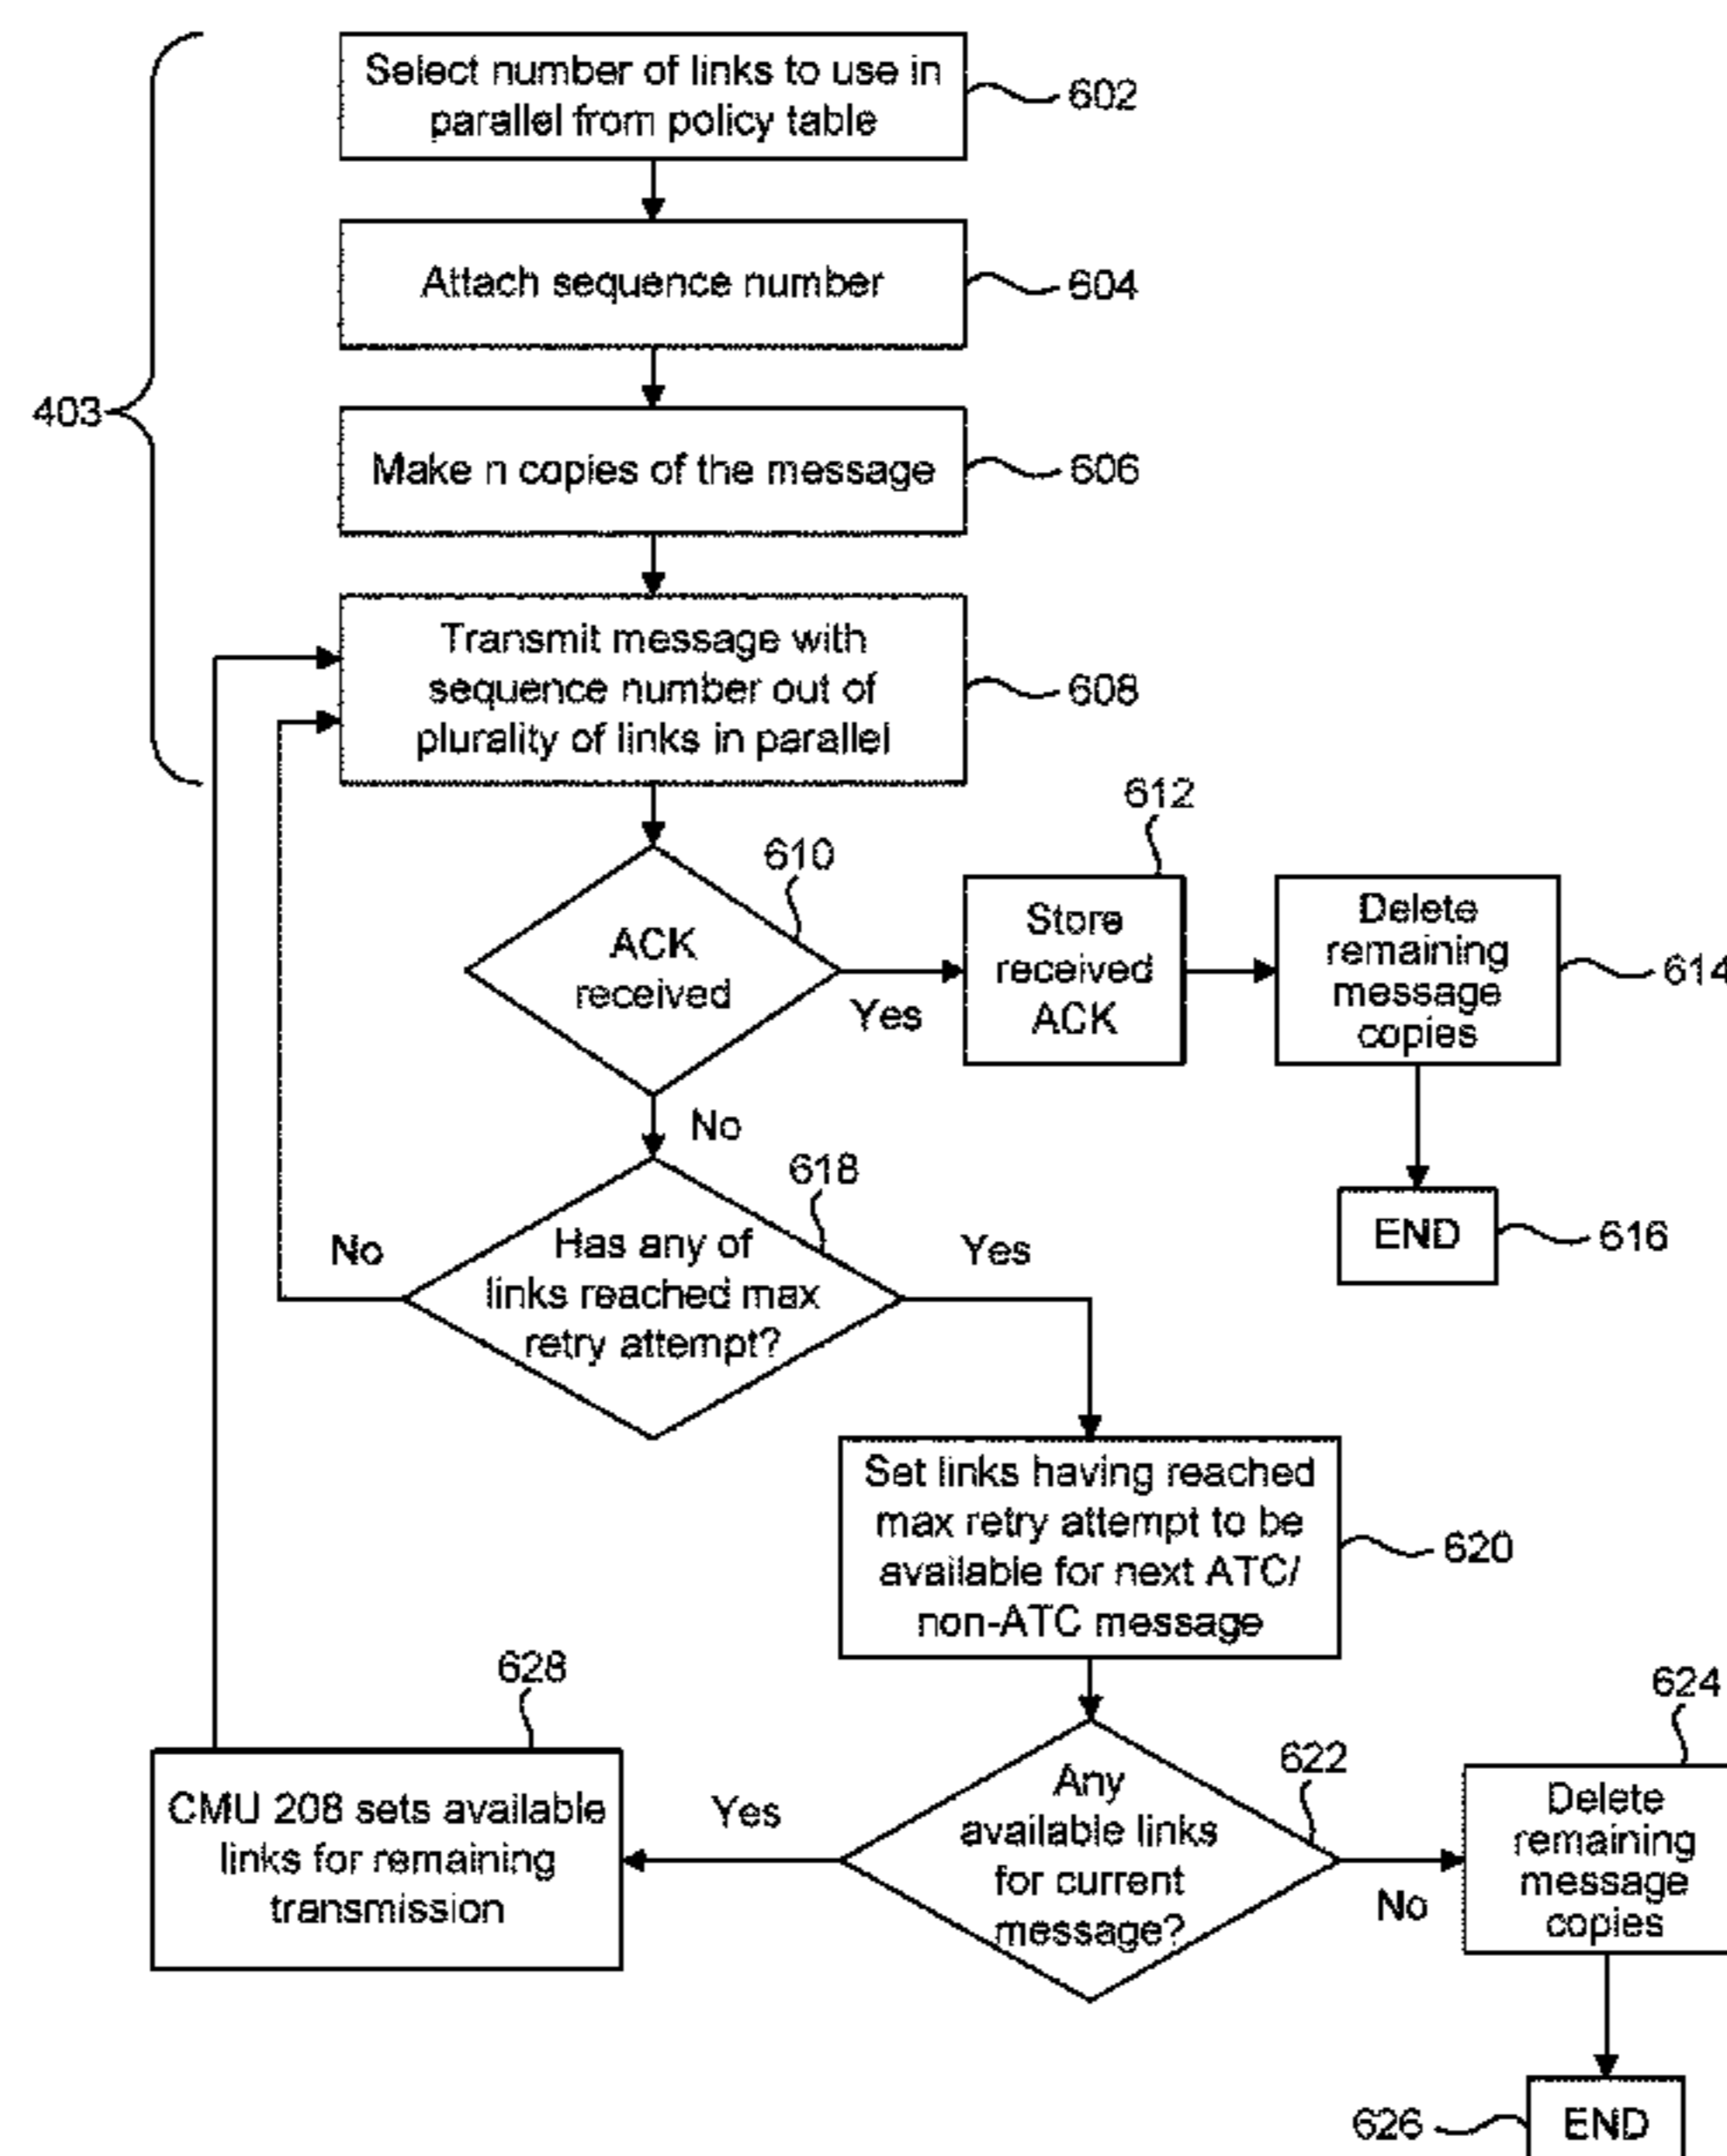 Select number of links to use in
parallel from policy table
602
Attach sequence number
604
403
Make n copies of the message
606
Transmit message with
sequence number out of
plurality of links in parallel
608
610
ACK
received
Yes
612
Store
received
ACK
Delete
remaining
message
copies
614
END
616
No
618
Has any of
links reached max
retry attempt?
No
Yes
Set links having reached
max retry attempt to be
available for next ATC/
non-ATC message
620
622
Any
available links
for current
message?
Yes
628
CMU 208 sets available
links for remaining
transmission
No
624
Delete
remaining
message
copies
626
END